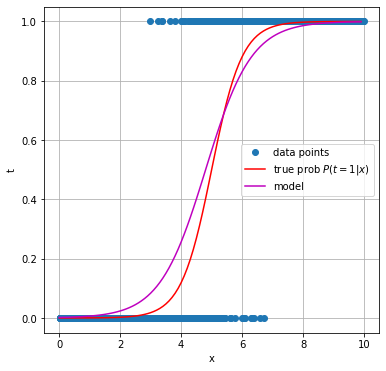 1.0
0.8
0.6
0.4
0.2
0.0
t
data points
true prob P(t = 1|x)
model
0 2 4 6 8 10
x